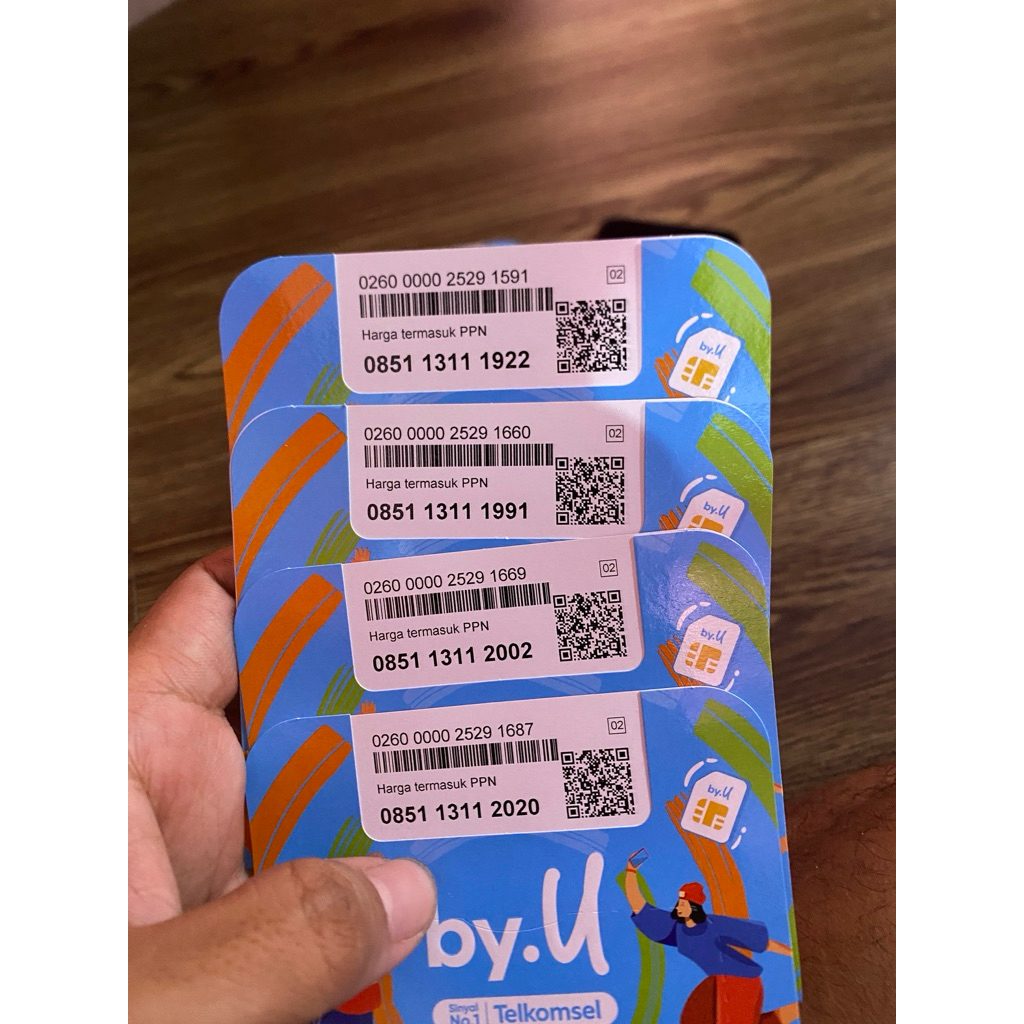 0260 0000 2529 1591
02
Harga termasuk PPN
0851 1311 1922
by.U
0260 0000 2529 1660
02
Harga termasuk PPN
0851 1311 1991
by.U
0260 0000 2529 1669
02
Harga termasuk PPN
0851 1311 2002
by.U
0260 0000 2529 1687
02
Harga termasuk PPN
0851 1311 2020
by.U
by.U
Sinyal
No.1
Telkomsel